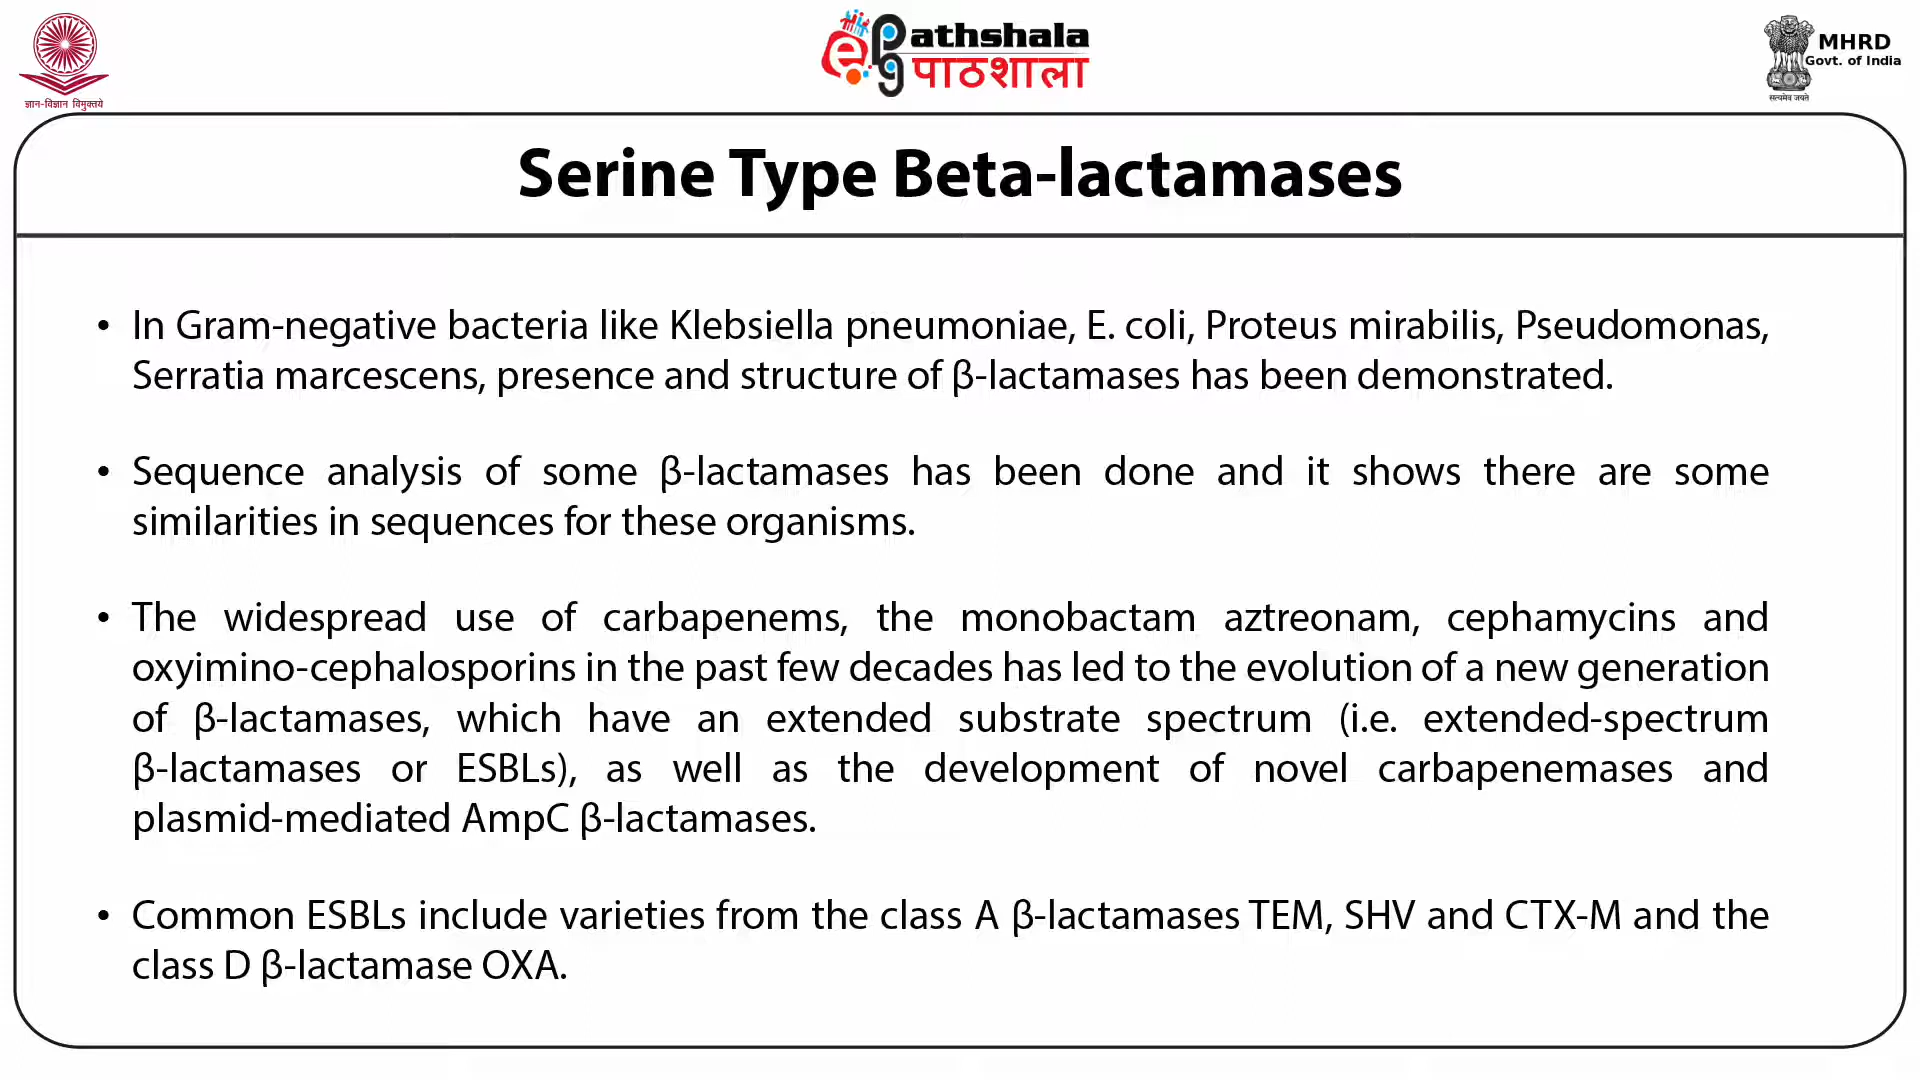 ज्ञान-विज्ञान विमुक्तये
ePathshala
पाठशाला
MHRD
Govt. of India
सत्यमेव जयते
Serine Type Beta-lactamases
• In Gram-negative bacteria like Klebsiella pneumoniae, E. coli, Proteus mirabilis, Pseudomonas,
Serratia marcescens, presence and structure of β-lactamases has been demonstrated.
• Sequence analysis of some β-lactamases has been done and it shows there are some
similarities in sequences for these organisms.
• The widespread use of carbapenems, the monobactam aztreonam, cephamycins and
oxyimino-cephalosporins in the past few decades has led to the evolution of a new generation
of β-lactamases, which have an extended substrate spectrum (i.e. extended-spectrum
β-lactamases or ESBLs), as well as the development of novel carbapenemases and
plasmid-mediated AmpC β-lactamases.
• Common ESBLs include varieties from the class A β-lactamases TEM, SHV and CTX-M and the
class D β-lactamase OXA.